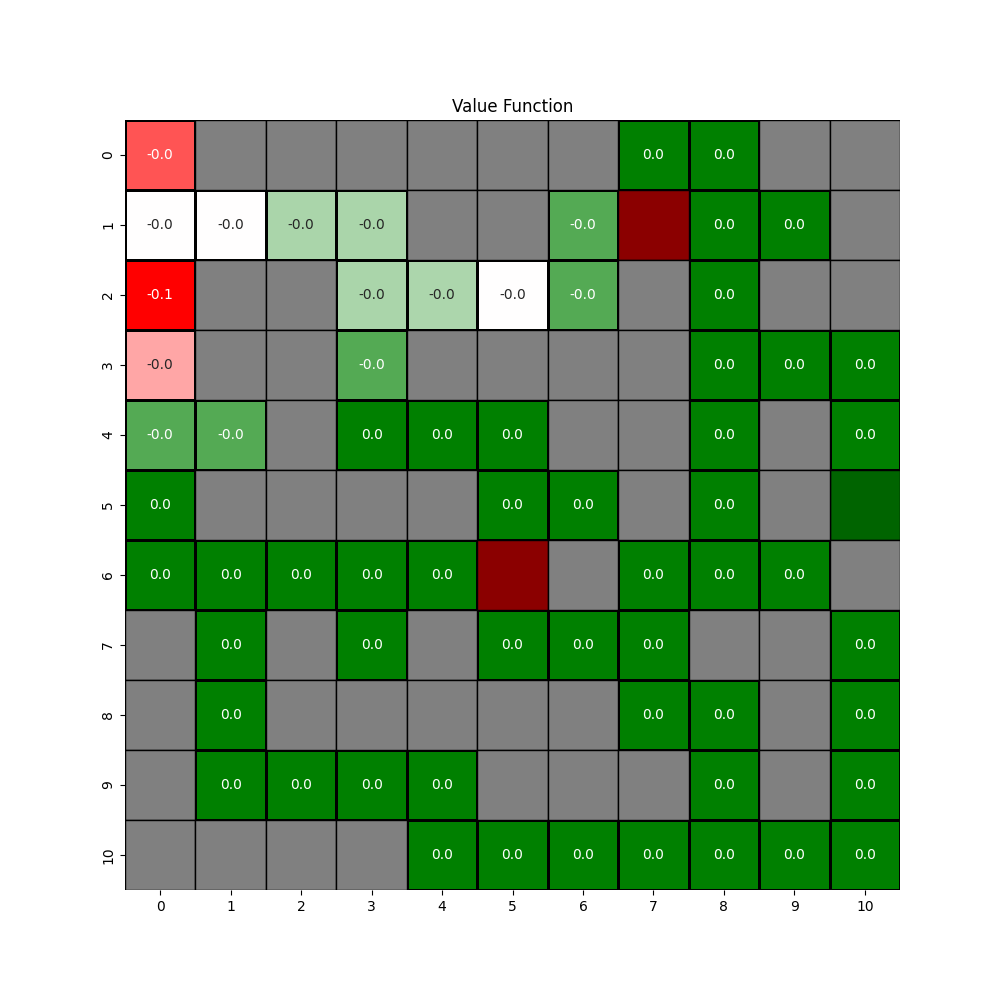 Value Function
0 -0.0 0.0 0.0
1 -0.0 -0.0 -0.0 -0.0 -0.0 0.0 0.0
2 -0.1 -0.0 -0.0 -0.0 -0.0 0.0
3 -0.0 -0.0 0.0 0.0 0.0
4 -0.0 -0.0 0.0 0.0 0.0 0.0 0.0
5 0.0 0.0 0.0 0.0
6 0.0 0.0 0.0 0.0 0.0 0.0 0.0 0.0
7 0.0 0.0 0.0 0.0 0.0 0.0
8 0.0 0.0 0.0 0.0
9 0.0 0.0 0.0 0.0 0.0 0.0
10 0.0 0.0 0.0 0.0 0.0 0.0 0.0
0 1 2 3 4 5 6 7 8 9 10